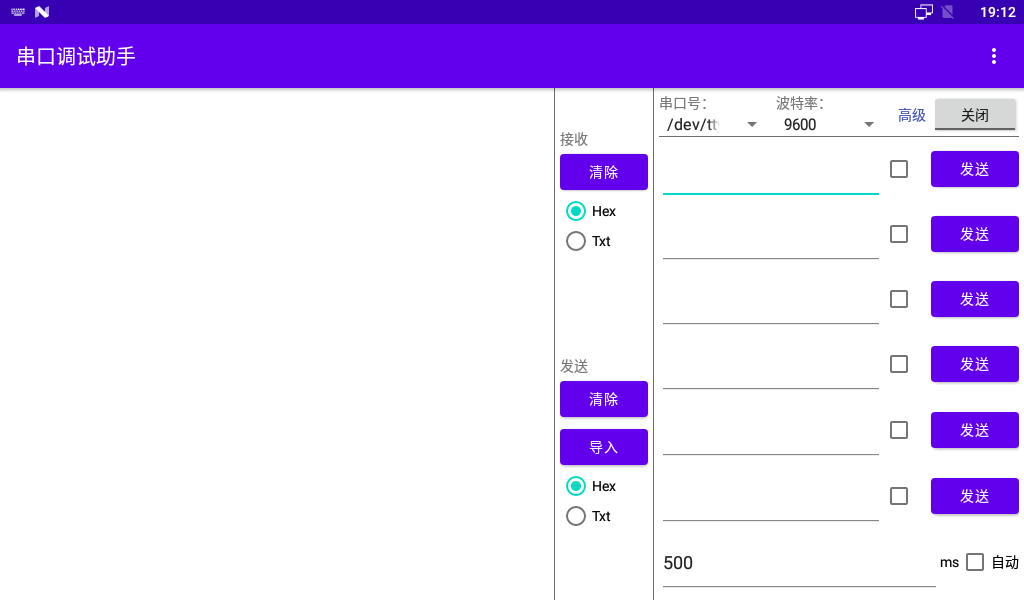 19:12
串口调试助手
串口号：
波特率：
/dev/tt
9600
高级
关闭
接收
清除
Hex
Txt
发送
清除
导入
Hex
Txt
发送
发送
发送
发送
发送
发送
500
ms
自动